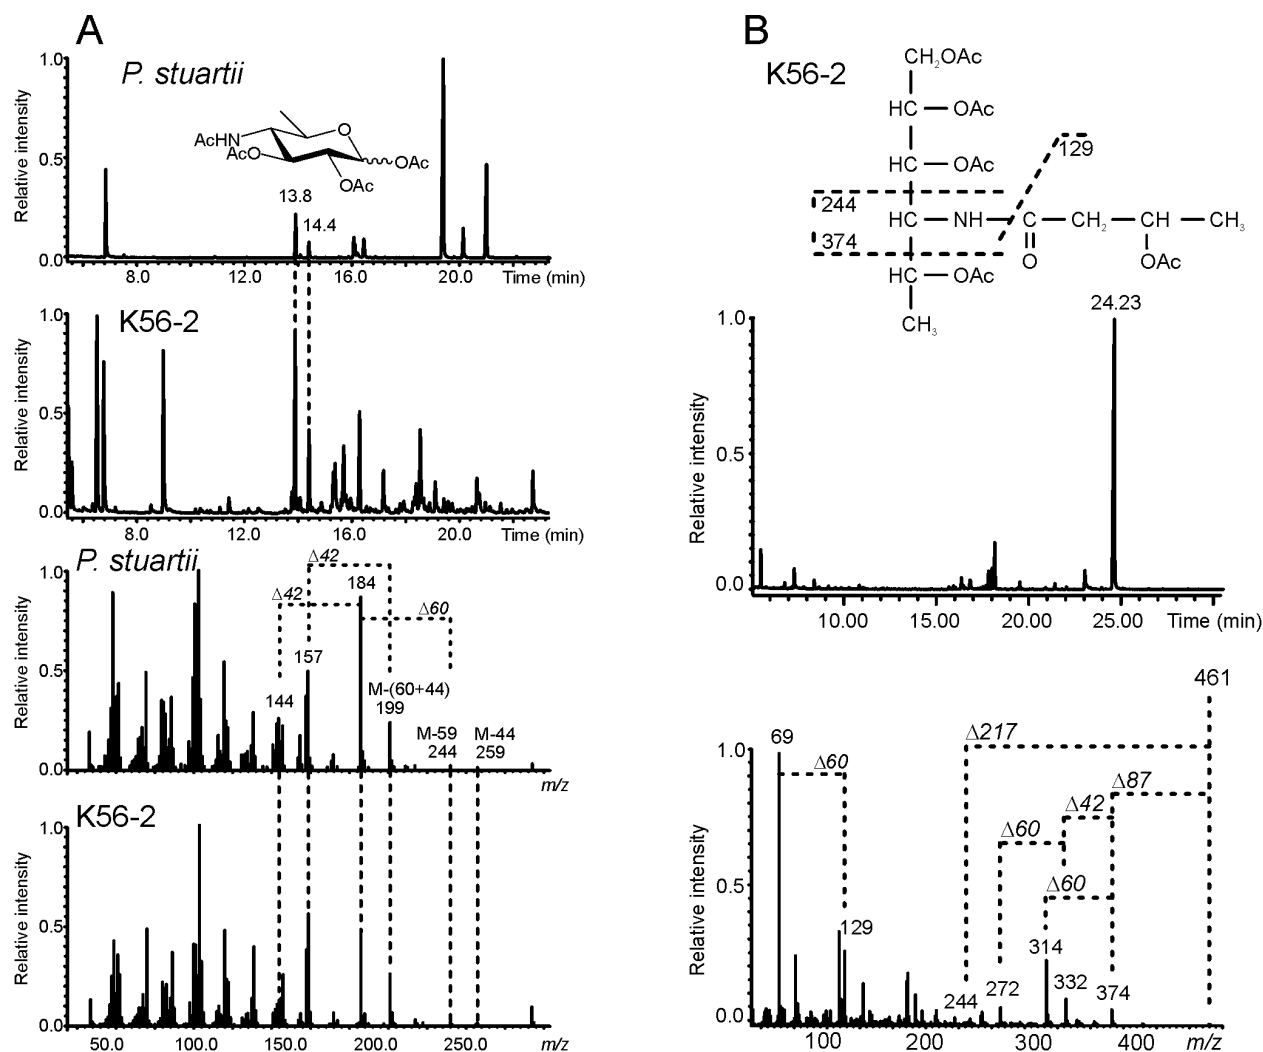 A
P. stuartii
Relative intensity
1.0
0.5
0.0
AcHN
AcO
O
OAc
OAc
13.8
14.4
8.0 12.0 16.0 20.0 Time (min)
K56-2
Relative intensity
1.0
0.5
0.0
8.0 12.0 16.0 20.0 Time (min)
P. stuartii
Relative intensity
1.0
0.5
0.0
Δ42
Δ42
184
Δ60
157
144
M-(60+44)
199
M-59
244
M-44
259
m/z
K56-2
Relative intensity
1.0
0.5
0.0
50.0 100.0 150.0 200.0 250.0 m/z
B
K56-2
CH₂OAc
HC OAc
129
HC OAc
244
HC NH C CH₂ CH CH₃
374
O OAc
HC OAc
CH₃
24.23
Relative intensity
1.0
0.5
0.0
10.00 15.00 20.00 25.00 Time (min)
461
69
Δ217
Δ60
Δ87
Δ42
Δ60
Δ60
Relative intensity
1.0
0.5
0.0
129
314
244 272 332 374
100 200 300 400 m/z